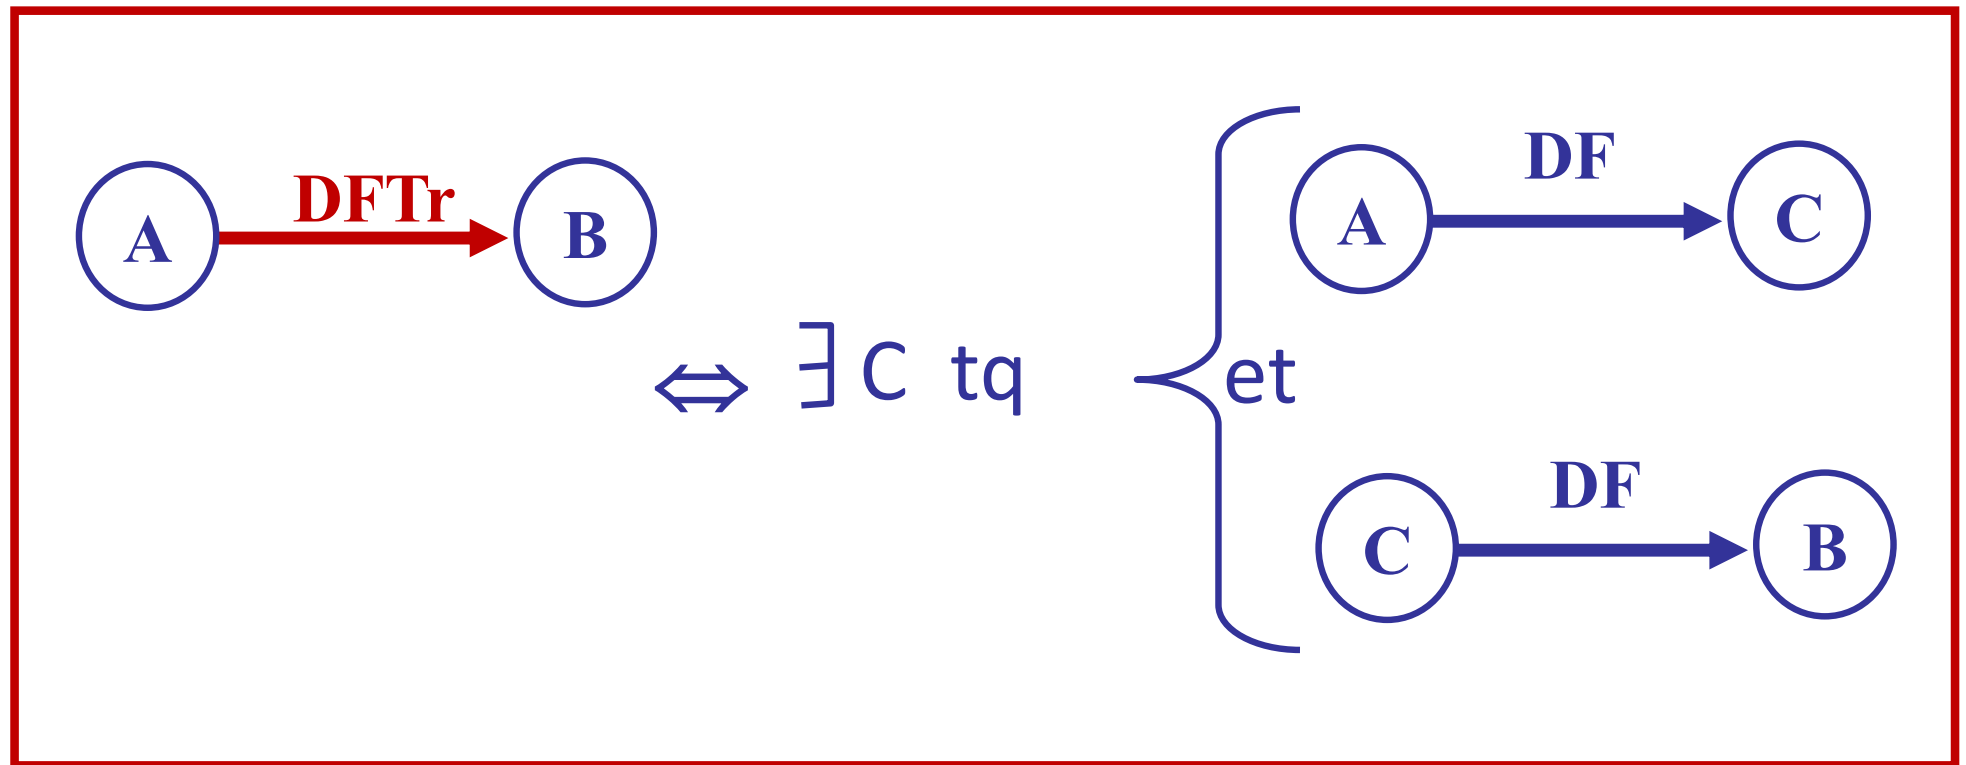 DFTr
A B
⇔ ∃ C tq
DF
A C
et
DF
C B